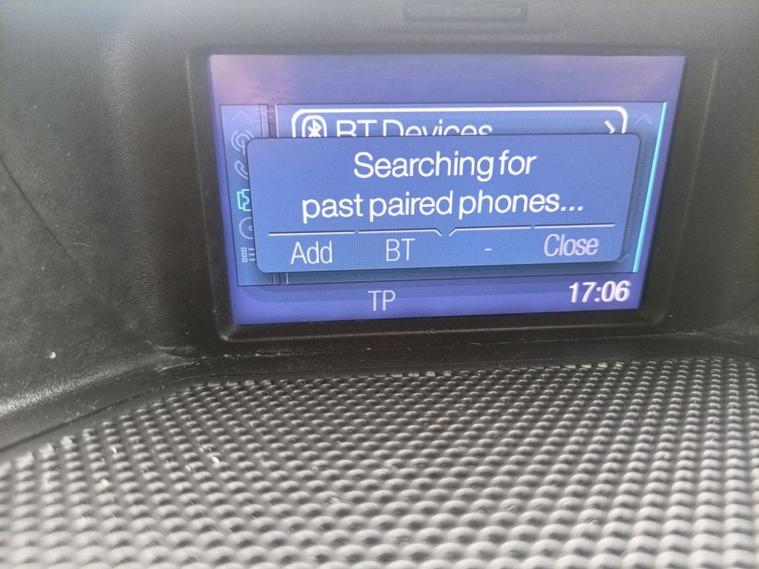 BT Devices
Searching for
past paired phones...
Add BT - Close
TP 17:06